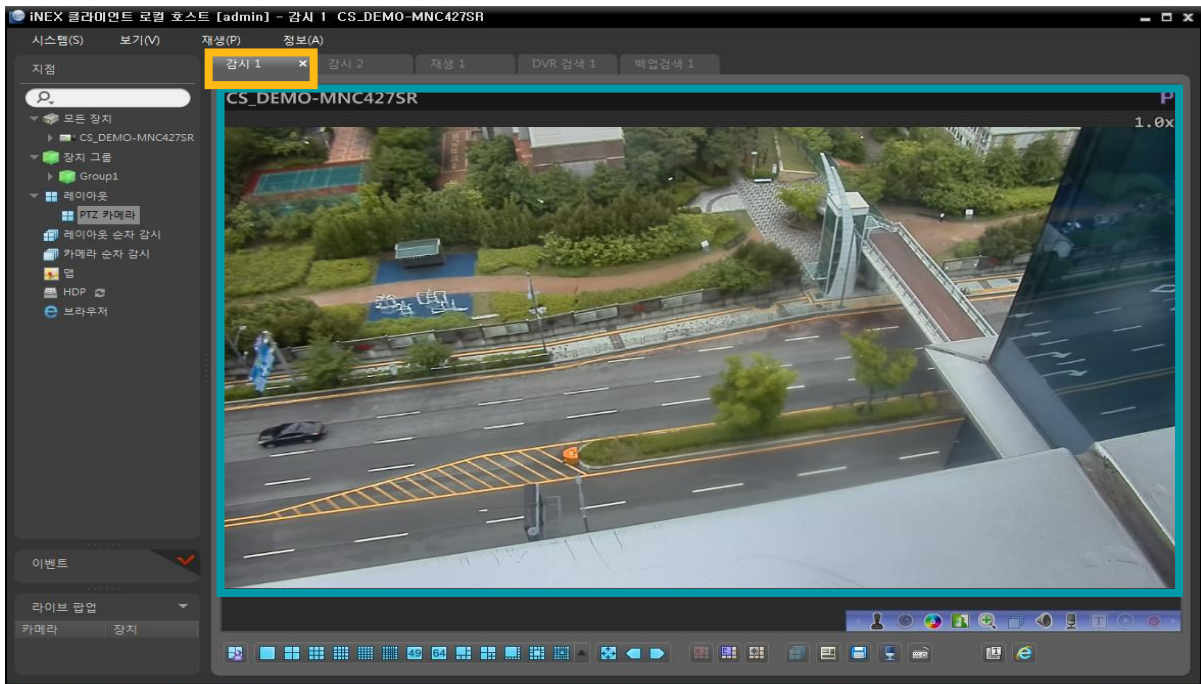 iNEX 클라이언트 로컬 호스트 [admin] - 감시 1 CS_DEMO-MNC427SR
시스템(S) 보기(V) 재생(P) 정보(A)
지점
감시 1 × 감시 2 재생 1 DVR 검색 1 백업검색 1
CS_DEMO-MNC427SR P
1.0x
모든 장치
CS_DEMO-MNC427SR
장치 그룹
Group1
레이아웃
PTZ 카메라
레이아웃 순차 감시
카메라 순차 감시
맵
HDP
브라우저
이벤트
라이브 팝업
카메라 장치
T
49 64